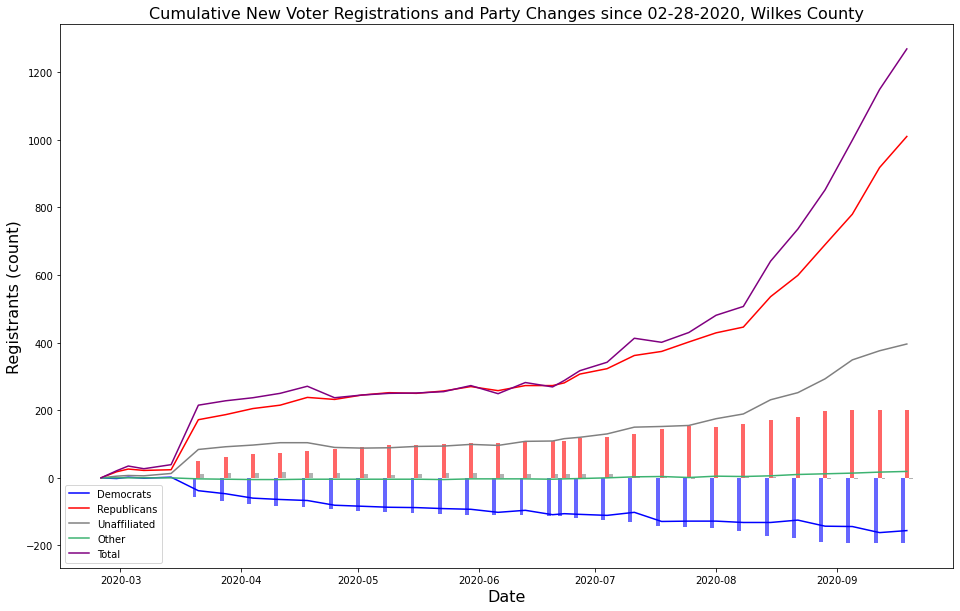 Cumulative New Voter Registrations and Party Changes since 02-28-2020, Wilkes County
Registrants (count)
1200
1000
800
600
400
200
0
−200
Democrats
Republicans
Unaffiliated
Other
Total
2020-03 2020-04 2020-05 2020-06 2020-07 2020-08 2020-09
Date